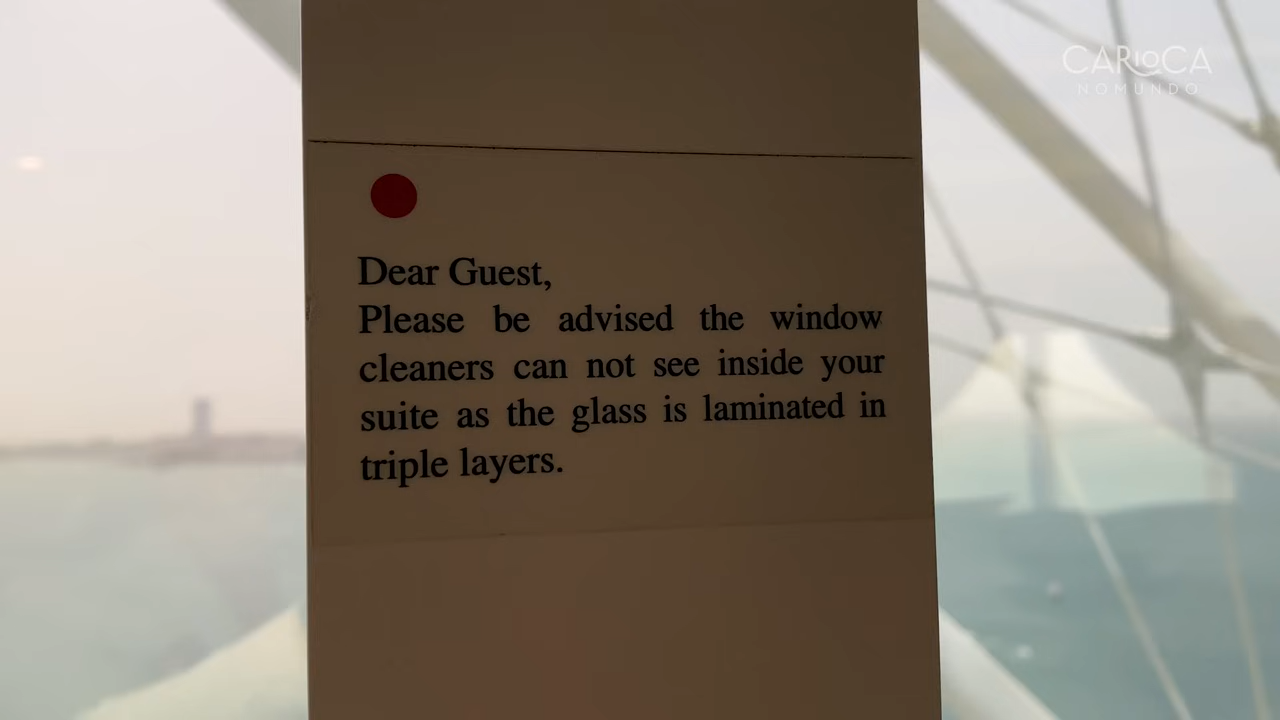 CARIOCA
NOMUNDO
Dear Guest,
Please be advised the window
cleaners can not see inside your
suite as the glass is laminated in
triple layers.